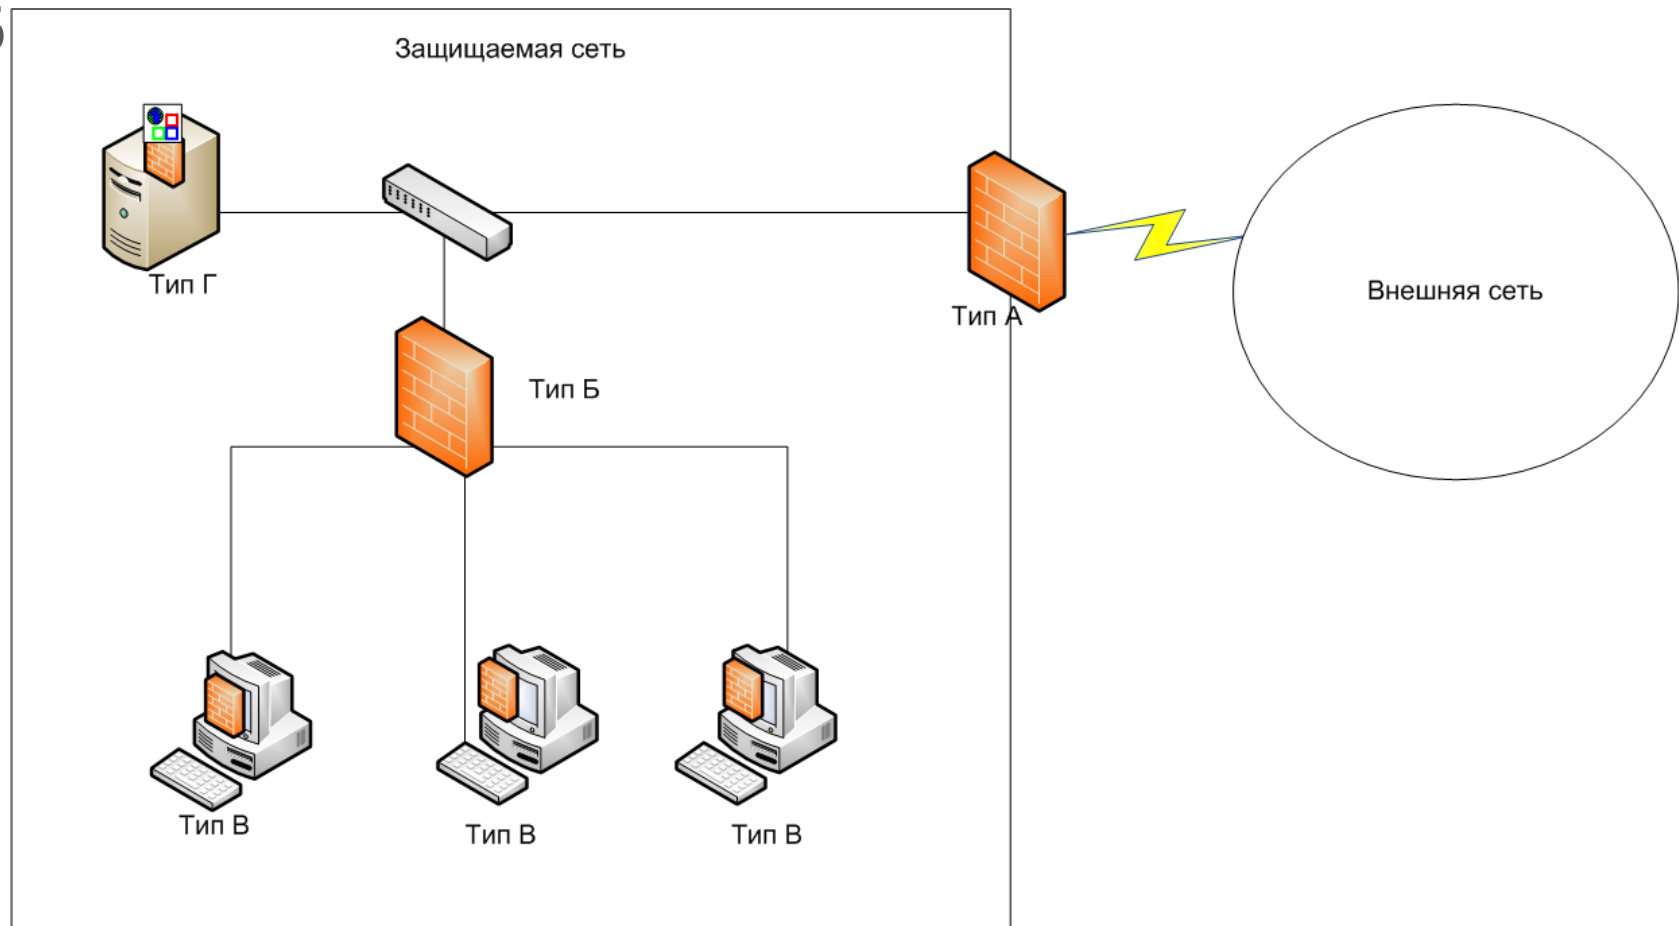 Защищаемая сеть
Тип Г
Тип А
Внешняя сеть
Тип Б
Тип В
Тип В
Тип В